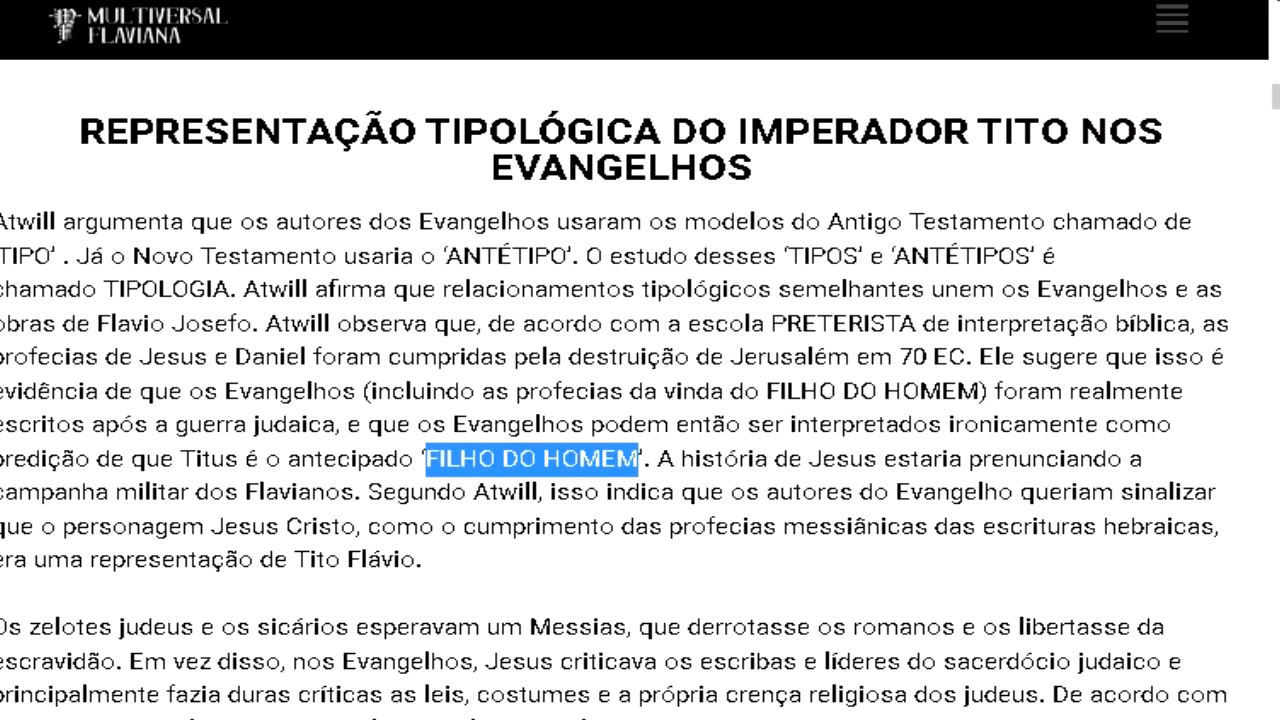 MULTIVERSAL
FLAVIANA
REPRESENTAÇÃO TIPOLÓGICA DO IMPERADOR TITO NOS
EVANGELHOS
Atwill argumenta que os autores dos Evangelhos usaram os modelos do Antigo Testamento chamado de
'TIPO' . Já o Novo Testamento usaria o 'ANTÉTIPO'. O estudo desses 'TIPOS' e 'ANTÉTIPOS' é
chamado TIPOLOGIA. Atwill afirma que relacionamentos tipológicos semelhantes unem os Evangelhos e as
obras de Flavio Josefo. Atwill observa que, de acordo com a escola PRETERISTA de interpretação bíblica, as
profecias de Jesus e Daniel foram cumpridas pela destruição de Jerusalém em 70 EC. Ele sugere que isso é
evidência de que os Evangelhos (incluindo as profecias da vinda do FILHO DO HOMEM) foram realmente
escritos após a guerra judaica, e que os Evangelhos podem então ser interpretados ironicamente como
predição de que Titus é o antecipado 'FILHO DO HOMEM'. A história de Jesus estaria prenunciando a
campanha militar dos Flavianos. Segundo Atwill, isso indica que os autores do Evangelho queriam sinalizar
que o personagem Jesus Cristo, como o cumprimento das profecias messiânicas das escrituras hebraicas,
era uma representação de Tito Flávio.
Os zelotes judeus e os sicários esperavam um Messias, que derrotasse os romanos e os libertasse da
escravidão. Em vez disso, nos Evangelhos, Jesus criticava os escribas e líderes do sacerdócio judaico e
principalmente fazia duras críticas as leis, costumes e a própria crença religiosa dos judeus. De acordo com